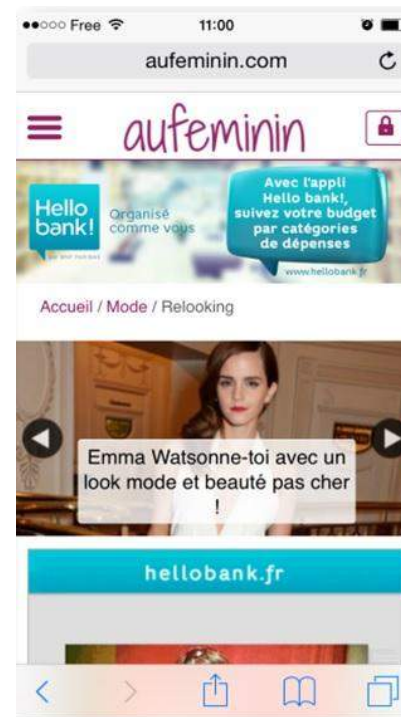 Free 11:00
aufeminin.com
aufeminin
Hello
bank!
Organisé
comme vous
Avec l'appli
Hello bank!,
suivez votre budget
par catégories
de dépenses
www.hellobank.fr
Accueil / Mode / Relooking
Emma Watsonne-toi avec un
look mode et beauté pas cher
!
hellobank.fr